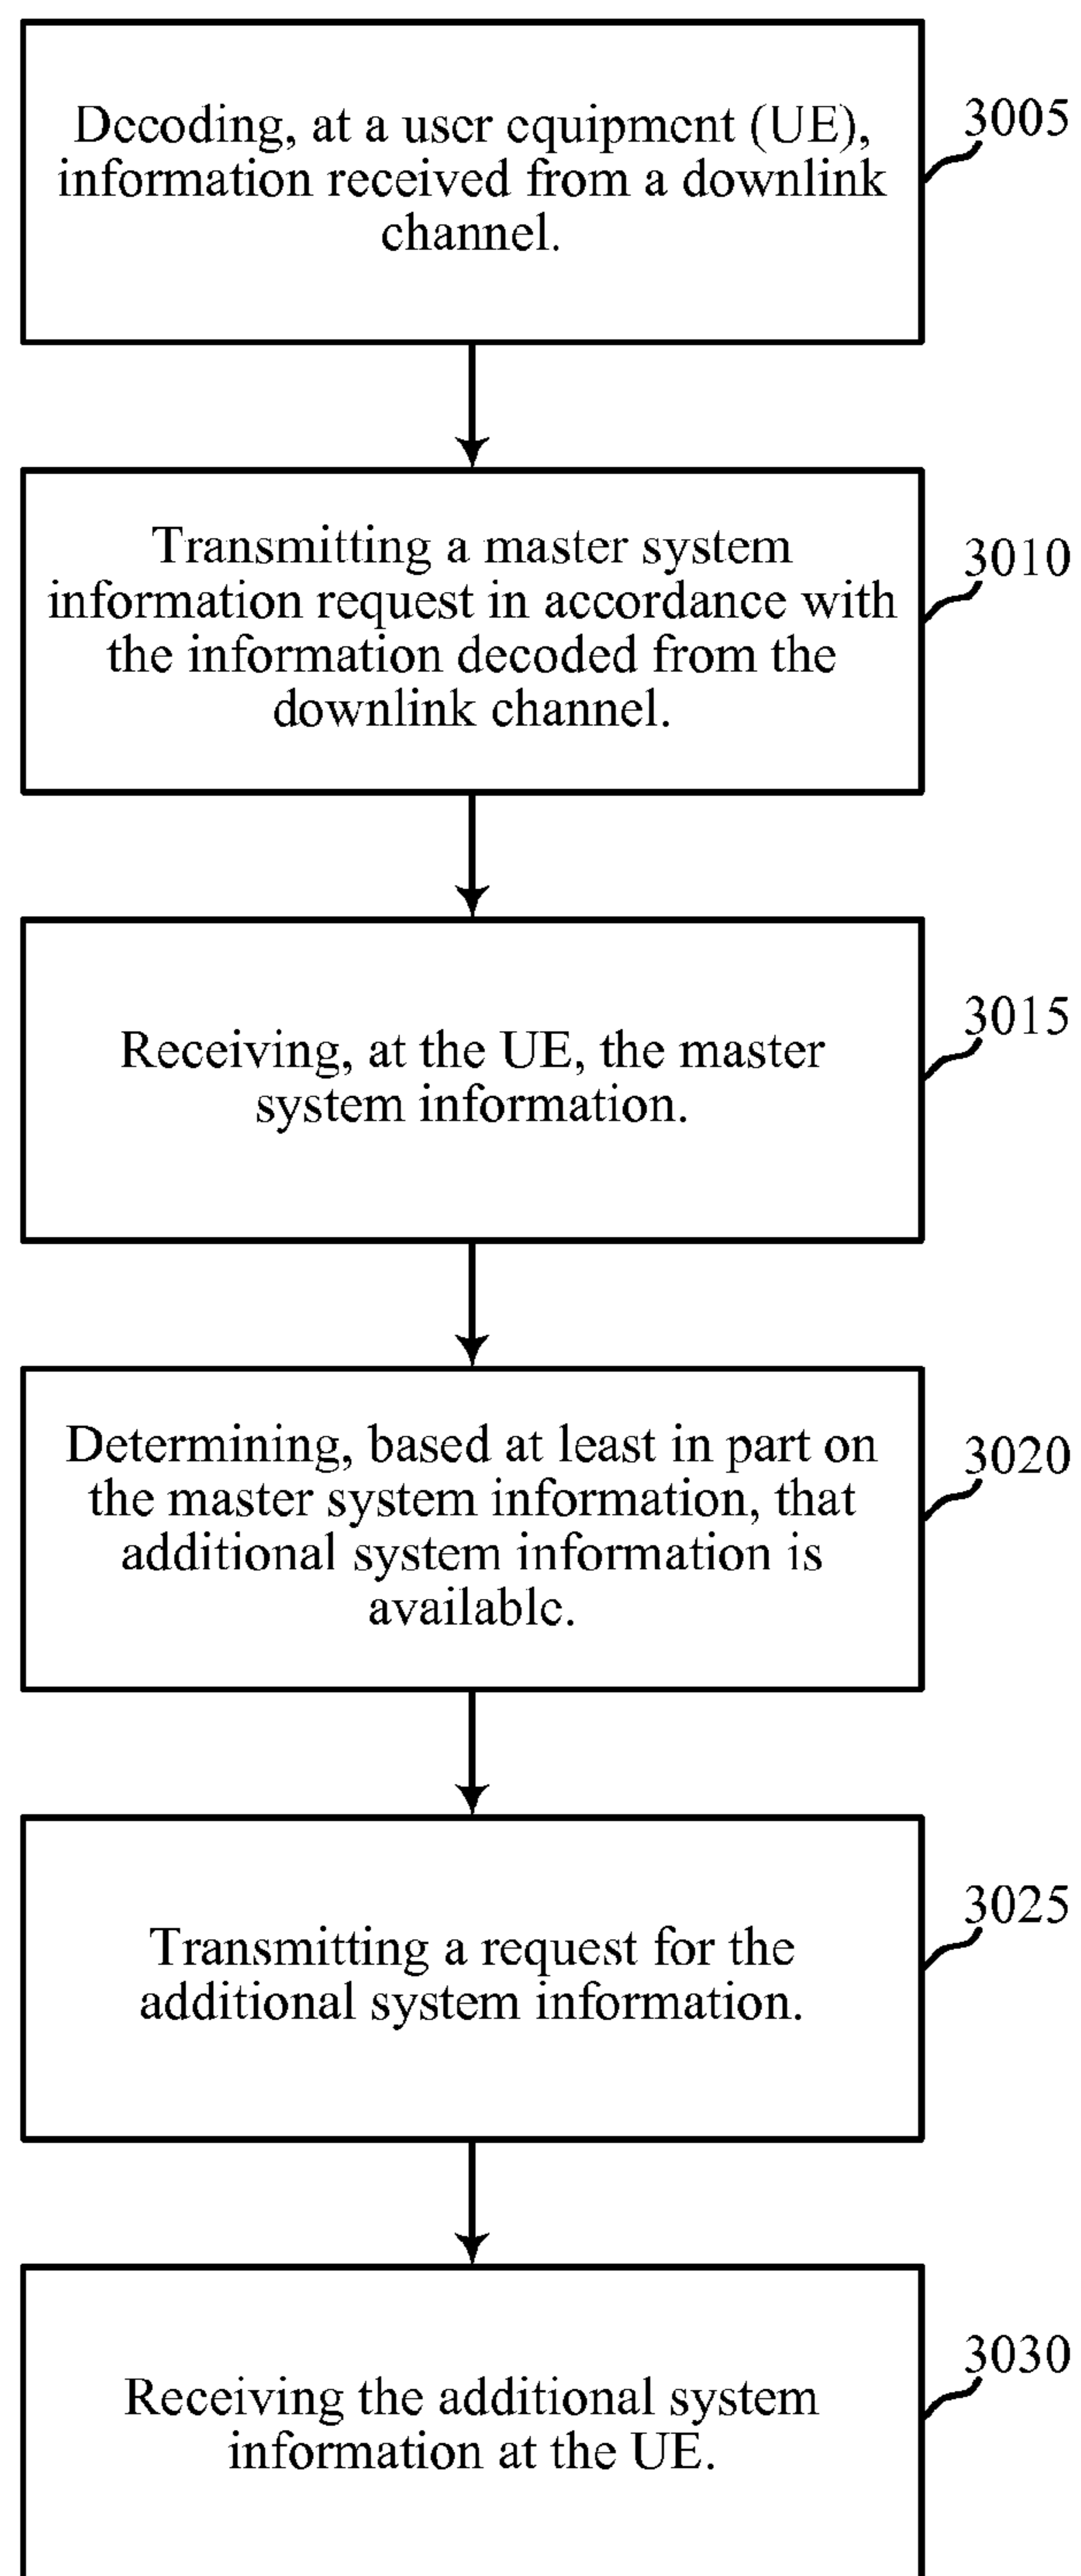 Decoding, at a user equipment (UE),
information received from a downlink
channel.
3005
Transmitting a master system
information request in accordance with
the information decoded from the
downlink channel.
3010
Receiving, at the UE, the master
system information.
3015
Determining, based at least in part on
the master system information, that
additional system information is
available.
3020
Transmitting a request for the
additional system information.
3025
Receiving the additional system
information at the UE.
3030